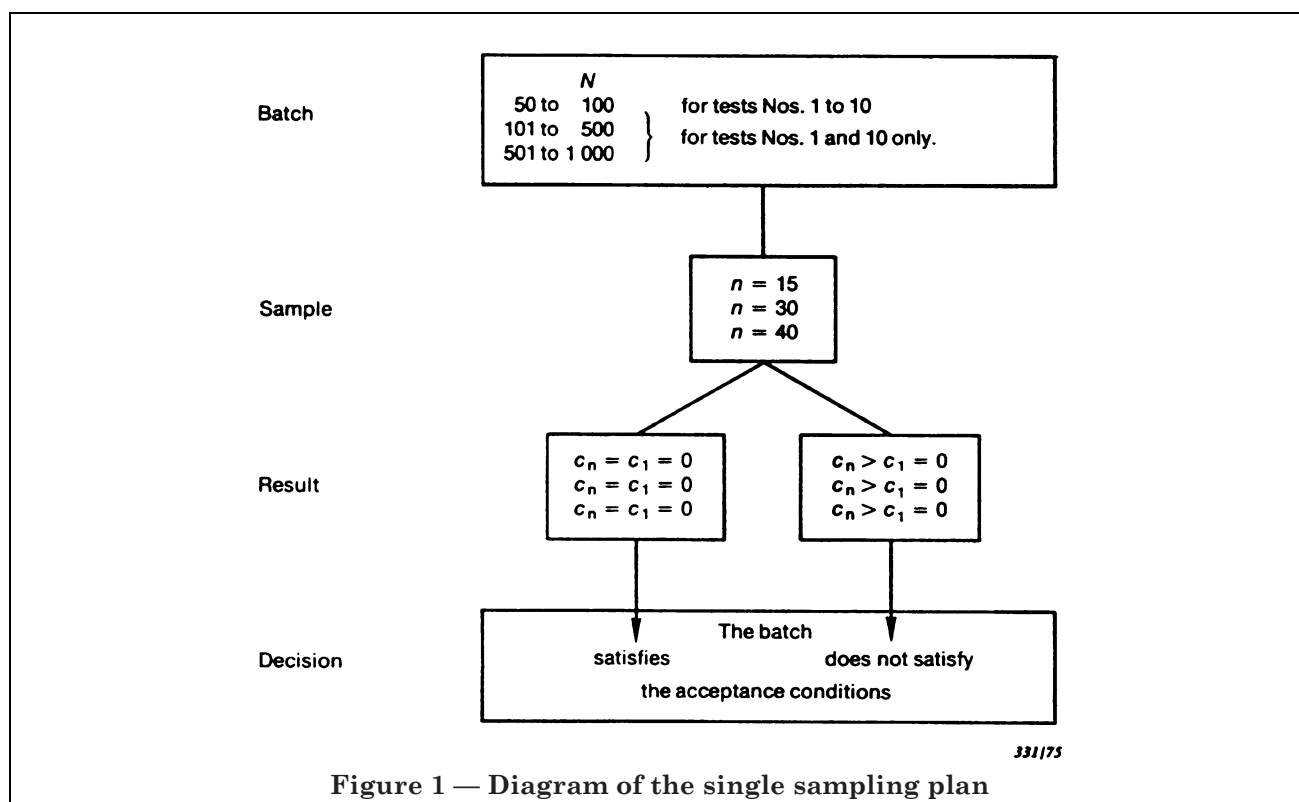 Batch
N
50 to 100 for tests Nos. 1 to 10
101 to 500
501 to 1 000
} for tests Nos. 1 and 10 only.
Sample
n = 15
n = 30
n = 40
Result
cₙ = c₁ = 0
cₙ = c₁ = 0
cₙ = c₁ = 0
cₙ > c₁ = 0
cₙ > c₁ = 0
cₙ > c₁ = 0
Decision
The batch
satisfies does not satisfy
the acceptance conditions
331/75
Figure 1 — Diagram of the single sampling plan